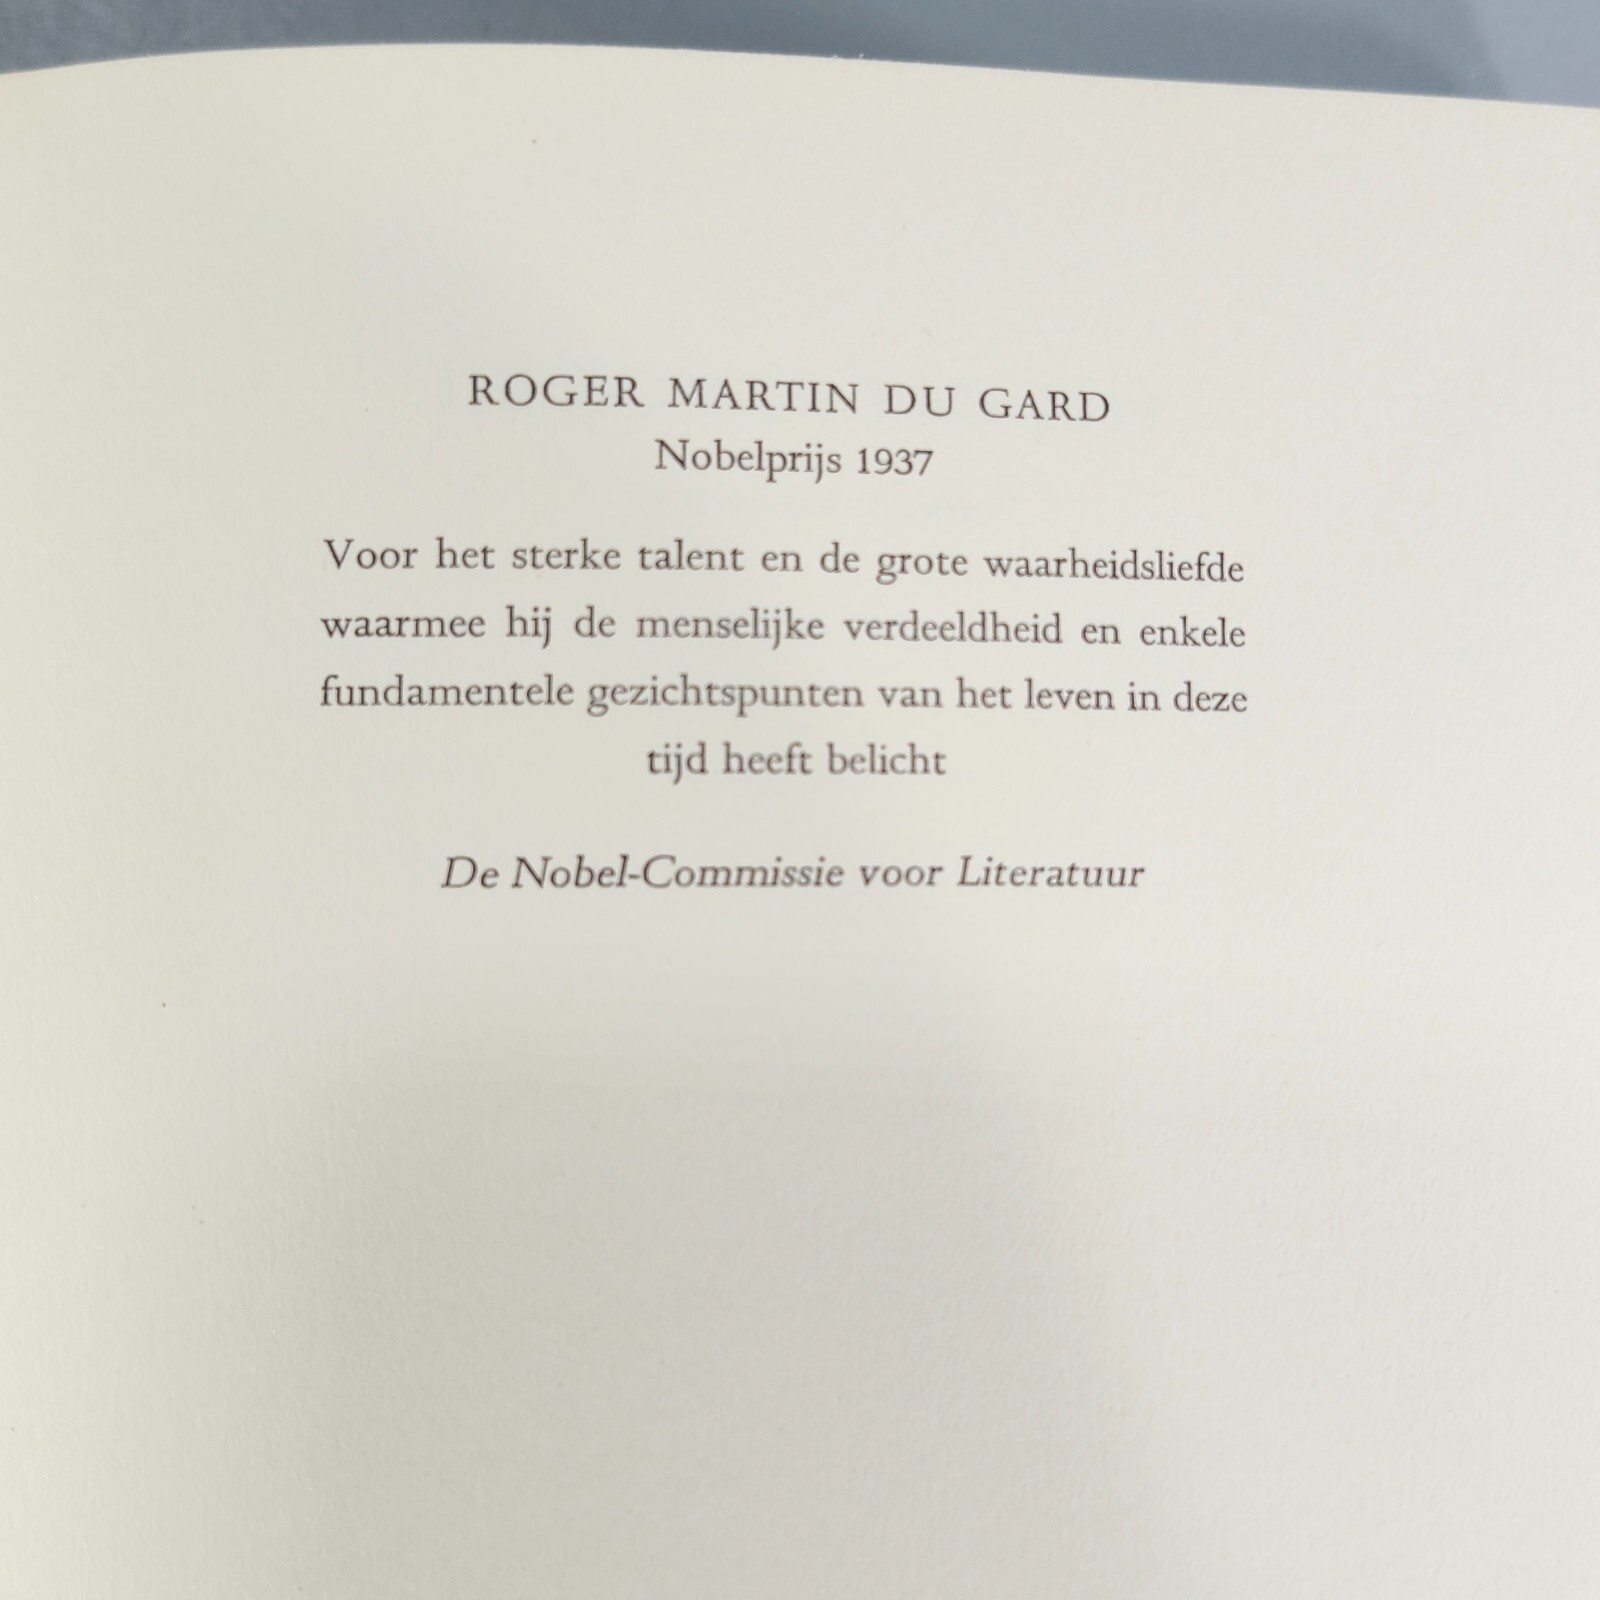 ROGER MARTIN DU GARD
Nobelprijs 1937
Voor het sterke talent en de grote waarheidsliefde
waarmee hij de menselijke verdeeldheid en enkele
fundamentele gezichtspunten van het leven in deze
tijd heeft belicht
De Nobel-Commissie voor Literatuur